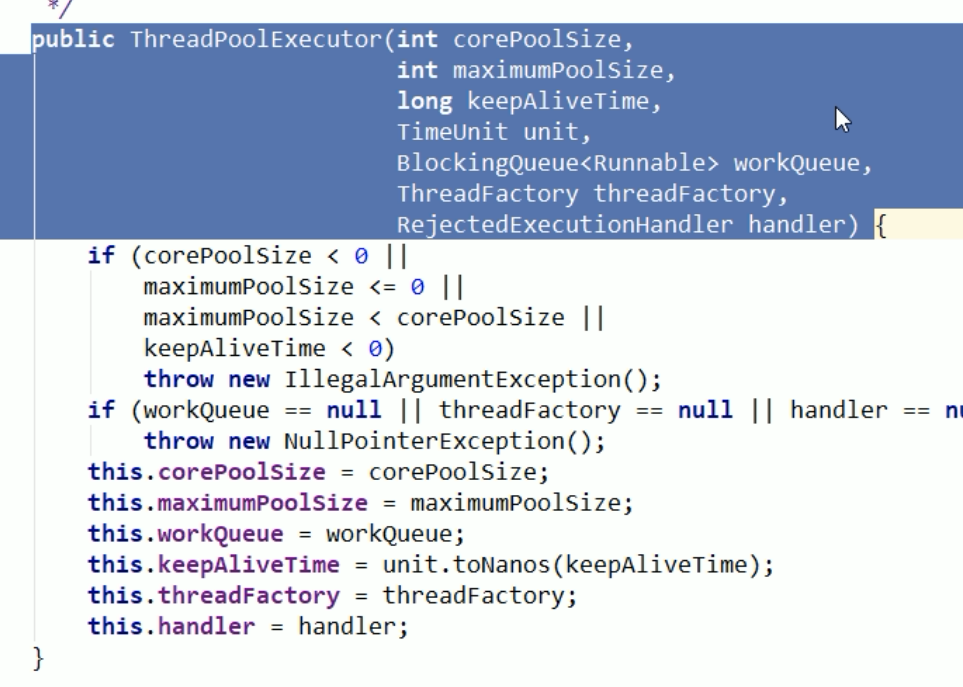 */
public ThreadPoolExecutor(int corePoolSize,
int maximumPoolSize,
long keepAliveTime,
TimeUnit unit,
BlockingQueue<Runnable> workQueue,
ThreadFactory threadFactory,
RejectedExecutionHandler handler) {
if (corePoolSize < 0 ||
maximumPoolSize <= 0 ||
maximumPoolSize < corePoolSize ||
keepAliveTime < 0)
throw new IllegalArgumentException();
if (workQueue == null || threadFactory == null || handler == nu
throw new NullPointerException();
this.corePoolSize = corePoolSize;
this.maximumPoolSize = maximumPoolSize;
this.workQueue = workQueue;
this.keepAliveTime = unit.toNanos(keepAliveTime);
this.threadFactory = threadFactory;
this.handler = handler;
}